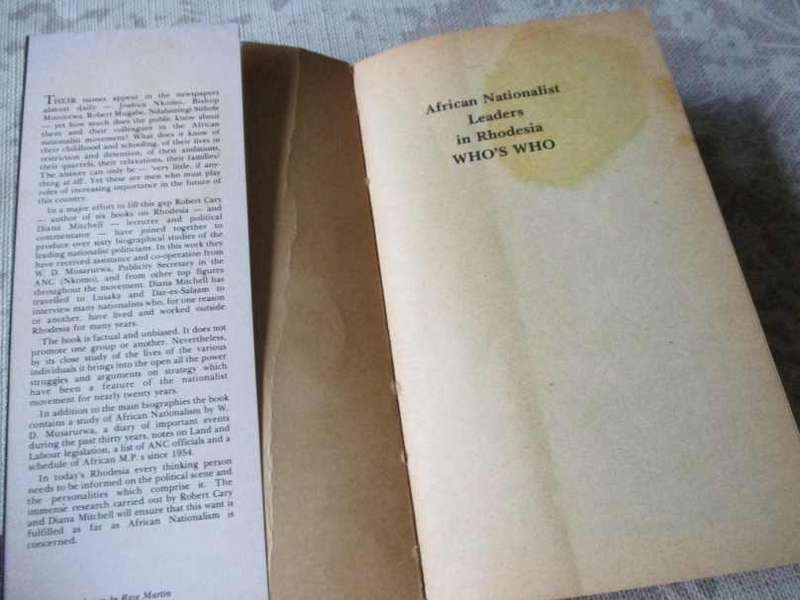 THEIR names appear in the newspapers
almost daily — Joshua Nkomo, Bishop
Muzorewa, Robert Mugabe, Ndabaningi Sithole
— yet how much does the public know about
them and their colleagues in the African
nationalist movement? What does it know of
their childhood and schooling, of their lives in
restriction and detention, of their ambitions,
their quarrels, their relaxations, their families?
The answer can only be — 'very little, if any-
thing at all'. Yet these are men who must play
roles of increasing importance in the future of
this country.
In a major effort to fill this gap Robert Cary
— author of six books on Rhodesia — and
Diana Mitchell — lecturer and political
commentator — have joined together to
produce over sixty biographical studies of the
leading nationalist politicians. In this work they
have received assistance and co-operation from
W. D. Musarurwa, Publicity Secretary in the
ANC (Nkomo), and from other top figures
throughout the movement. Diana Mitchell has
travelled to Lusaka and Dar-es-Salaam to
interview many nationalists who, for one reason
or another, have lived and worked outside
Rhodesia for many years.
The book is factual and unbiased. It does not
promote one group or another. Nevertheless,
by its close study of the lives of the various
individuals it brings into the open all the power
struggles and arguments on strategy which
have been a feature of the nationalist
movement for nearly twenty years.
In addition to the main biographies the book
contains a study of African Nationalism by W.
D. Musarurwa, a diary of important events
during the past thirty years, notes on Land and
Labour legislation, a list of ANC officials and a
schedule of African M.P.s since 1954.
In today's Rhodesia every thinking person
needs to be informed on the political scene and
the personalities which comprise it. The
immense research carried out by Robert Cary
and Diana Mitchell will ensure that this want is
fulfilled as far as African Nationalism is
concerned.
Rose Martin
African Nationalist
Leaders
in Rhodesia
WHO'S WHO